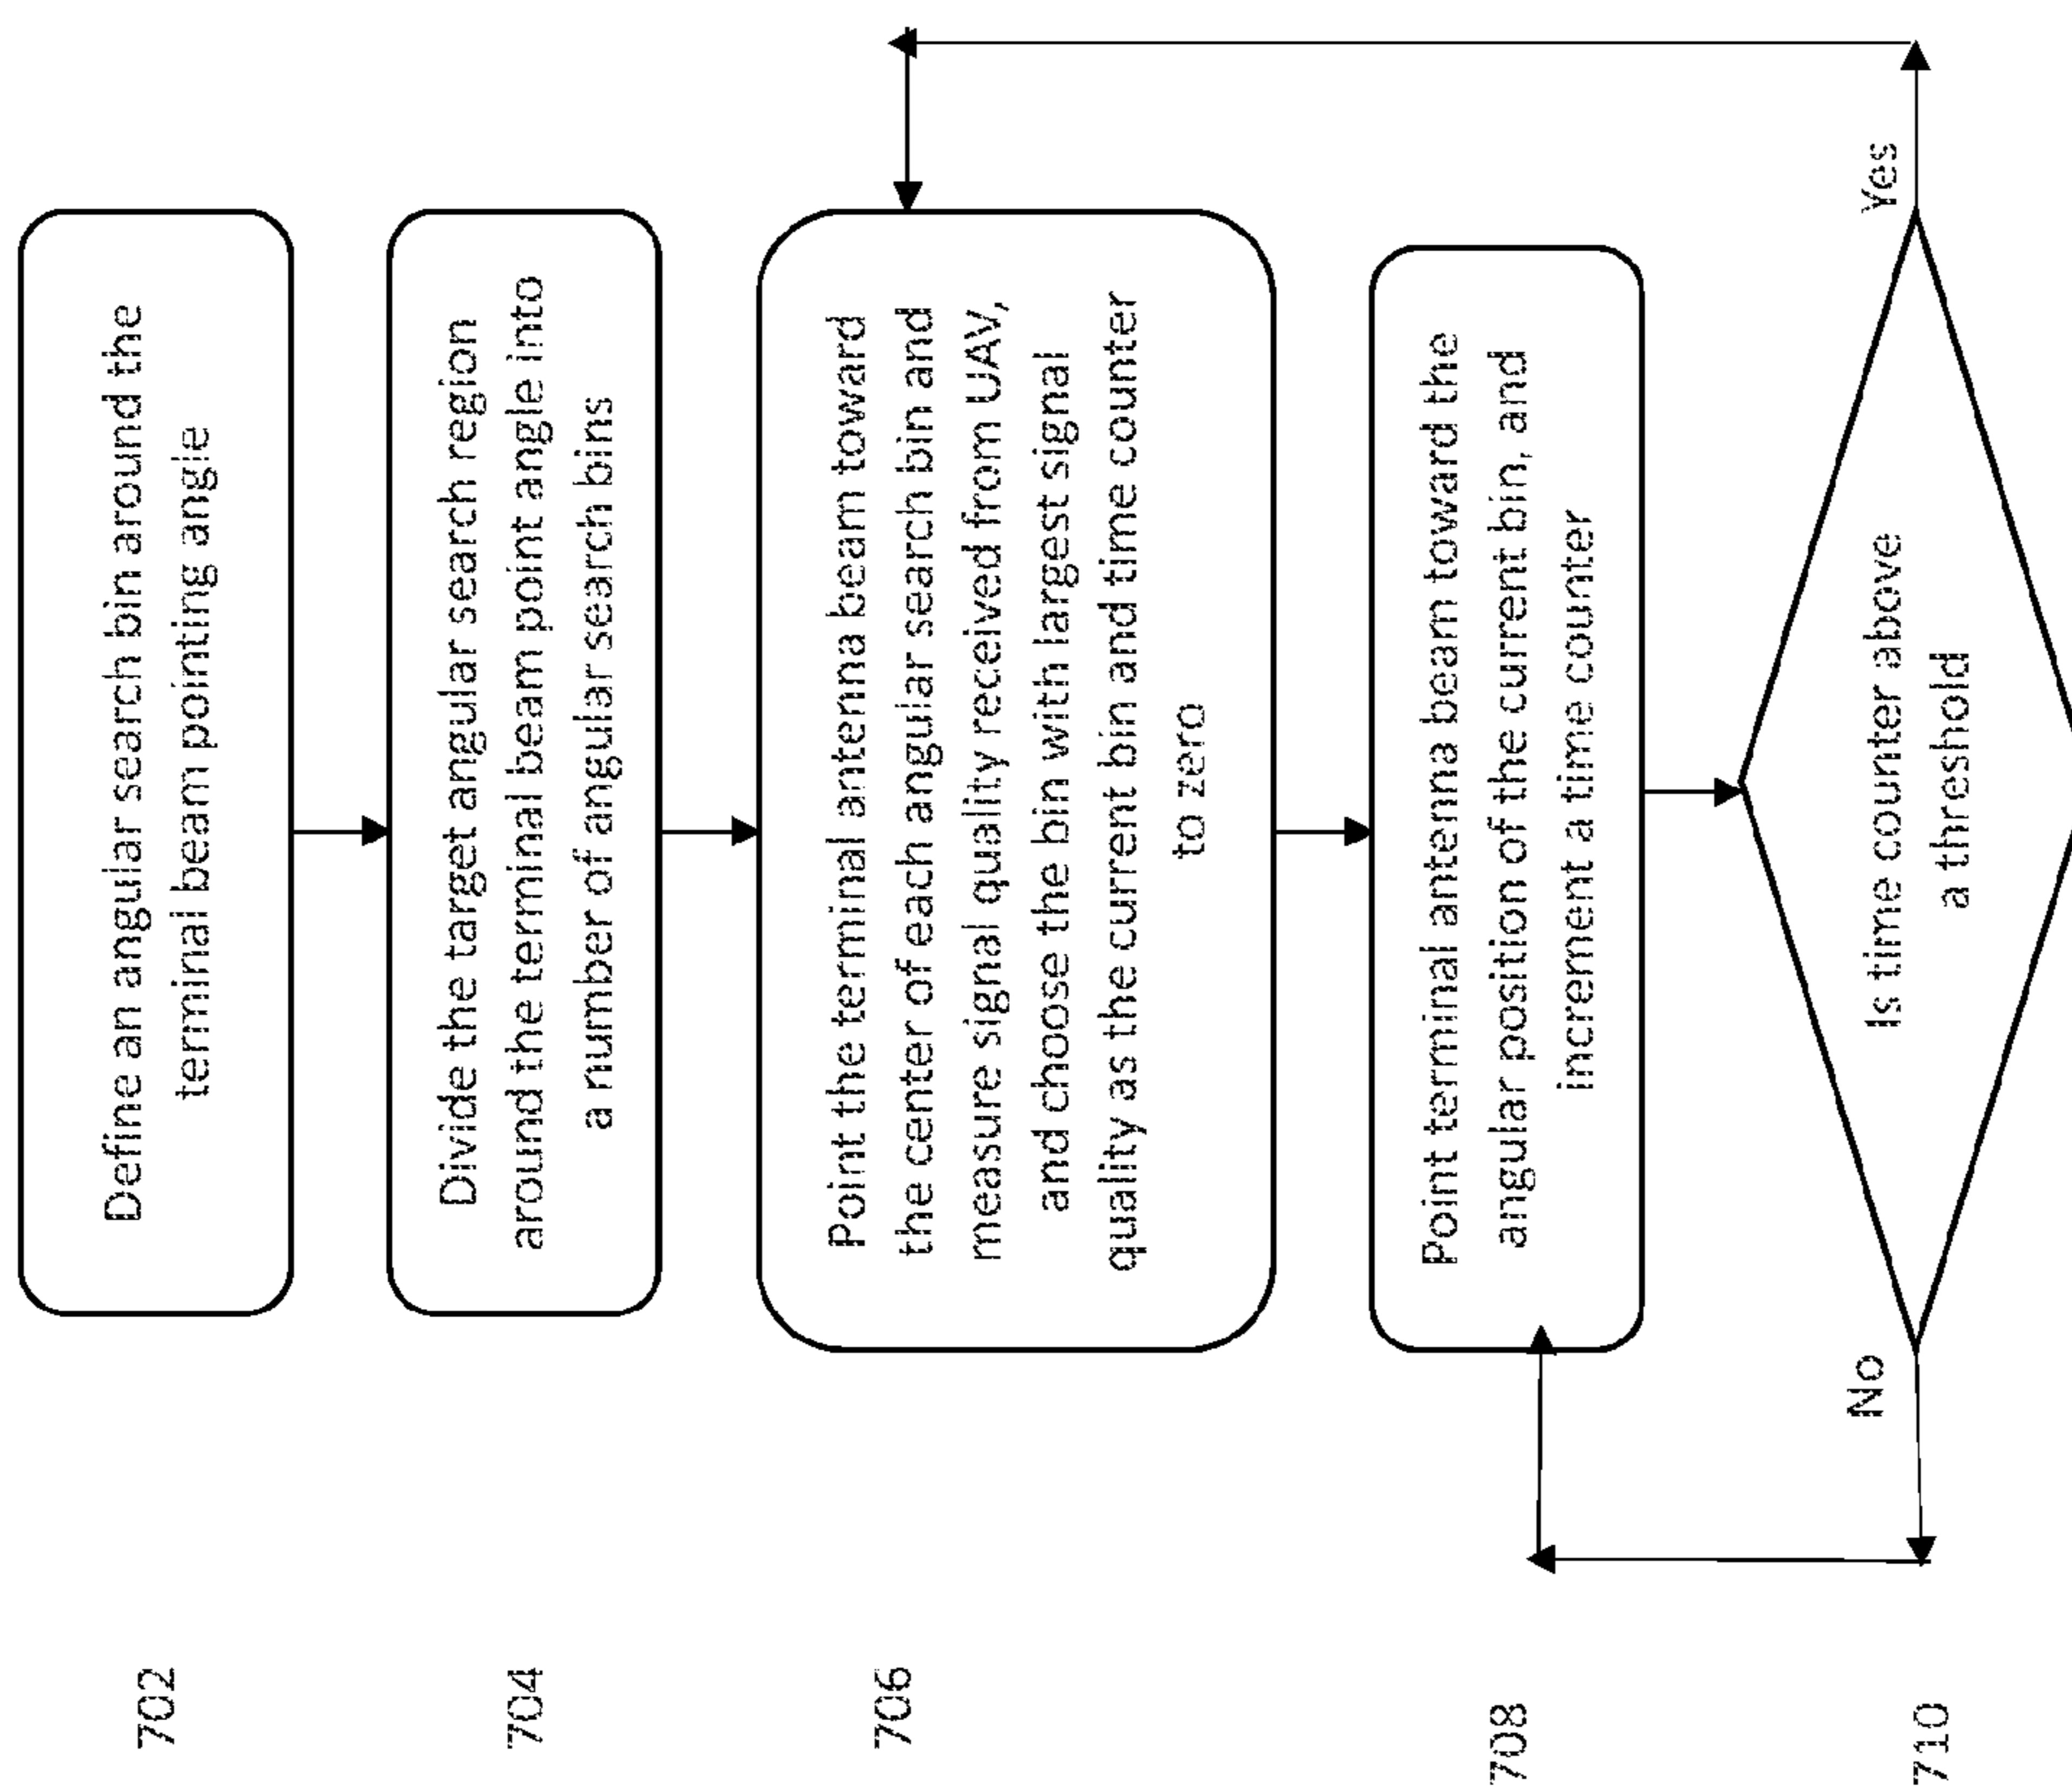 702
Define an angular search bin around the
terminal beam pointing angle
704
Divide the target angular search region
around the terminal beam point angle into
a number of angular search bins
706
Point the terminal antenna beam toward
the center of each angular search bin and
measure signal quality received from UAV,
and choose the bin with largest signal
quality as the current bin and time counter
to zero
708
Point terminal antenna beam toward the
angular position of the current bin, and
increment a time counter
710
No
Is time counter above
a threshold
Yes